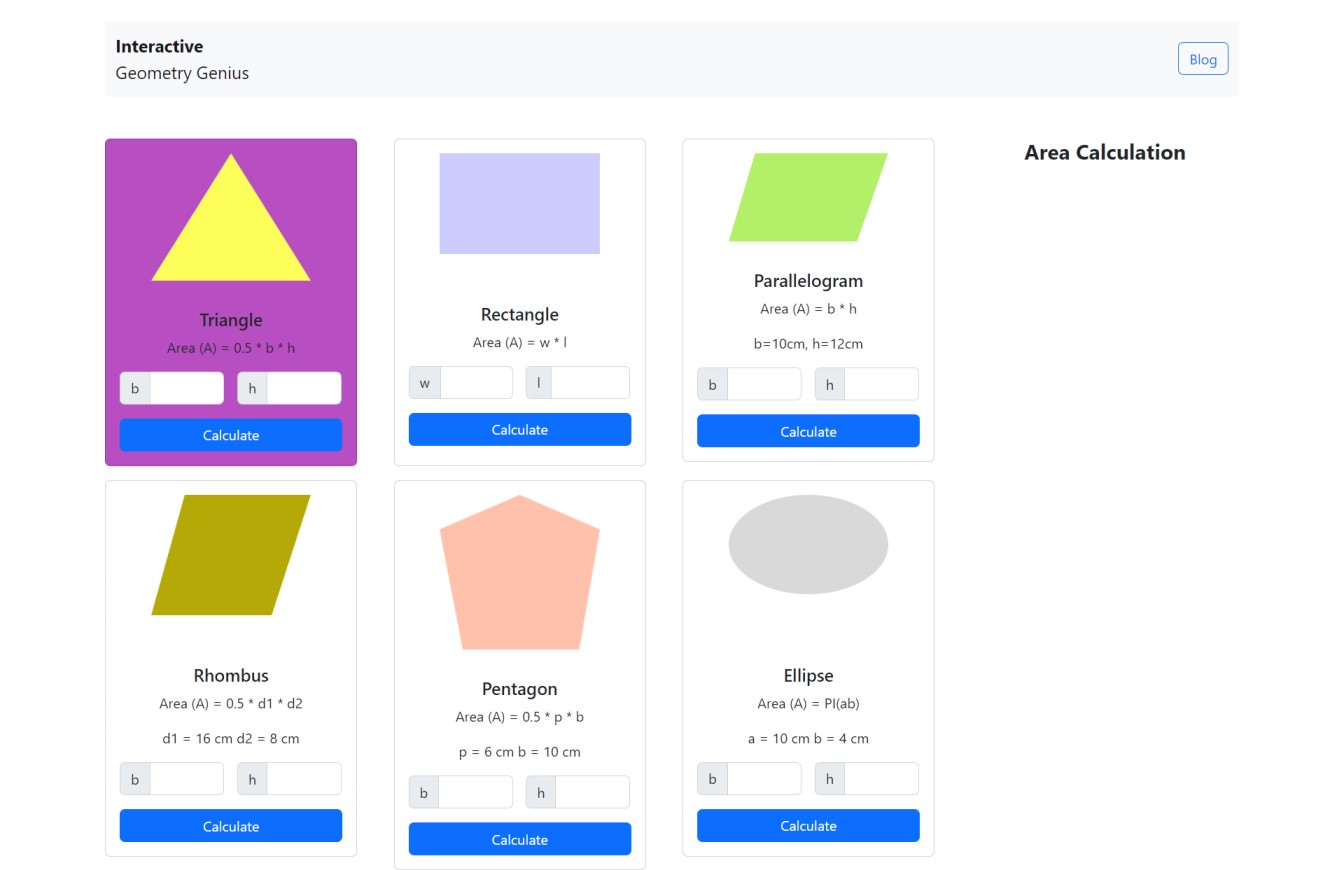 Interactive
Geometry Genius
Blog
Area Calculation
Triangle
Area (A) = 0.5 * b * h
b
h
Calculate
Rectangle
Area (A) = w * l
w
l
Calculate
Parallelogram
Area (A) = b * h
b=10cm, h=12cm
b
h
Calculate
Rhombus
Area (A) = 0.5 * d1 * d2
d1 = 16 cm d2 = 8 cm
b
h
Calculate
Pentagon
Area (A) = 0.5 * p * b
p = 6 cm b = 10 cm
b
h
Calculate
Ellipse
Area (A) = PI(ab)
a = 10 cm b = 4 cm
b
h
Calculate